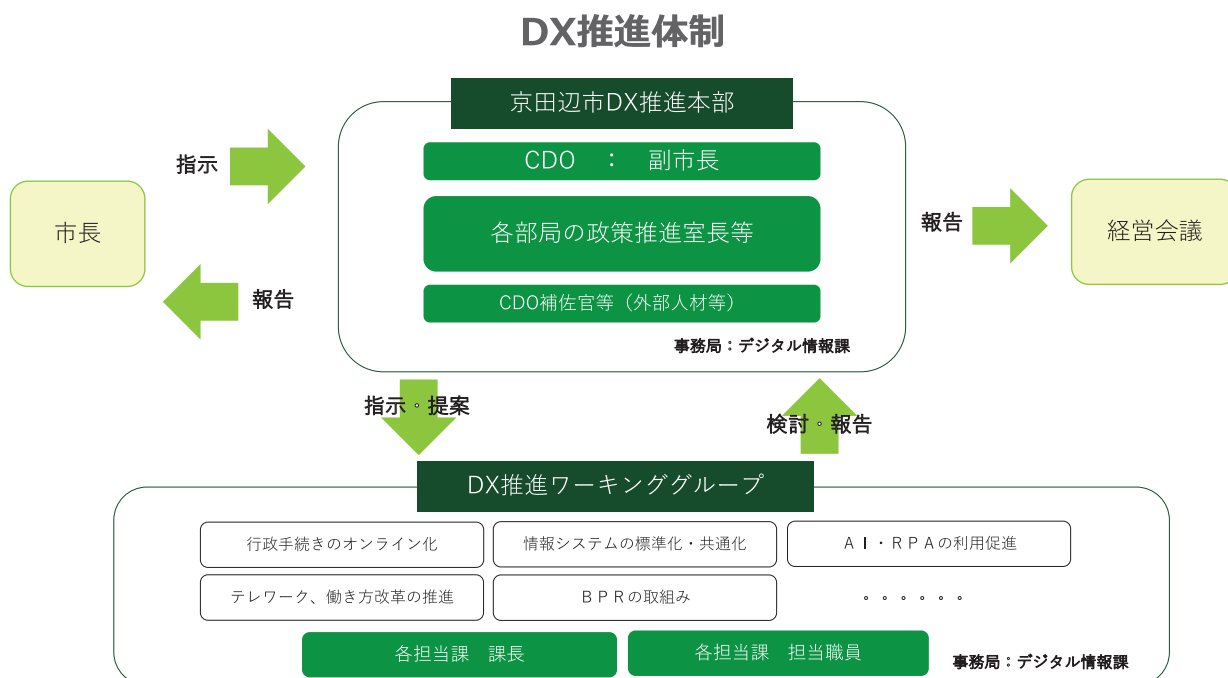 DX推進体制
京田辺市DX推進本部
指示
CDO ： 副市長
市長
各部局の政策推進室長等
報告
経営会議
報告
CDO補佐官等（外部人材等）
事務局：デジタル情報課
指示・提案
検討・報告
DX推進ワーキンググループ
行政手続きのオンライン化
情報システムの標準化・共通化
ＡＩ・ＲＰＡの利用促進
テレワーク、働き方改革の推進
ＢＰＲの取組み
。。。。。。
各担当課　課長
各担当課　担当職員
事務局：デジタル情報課